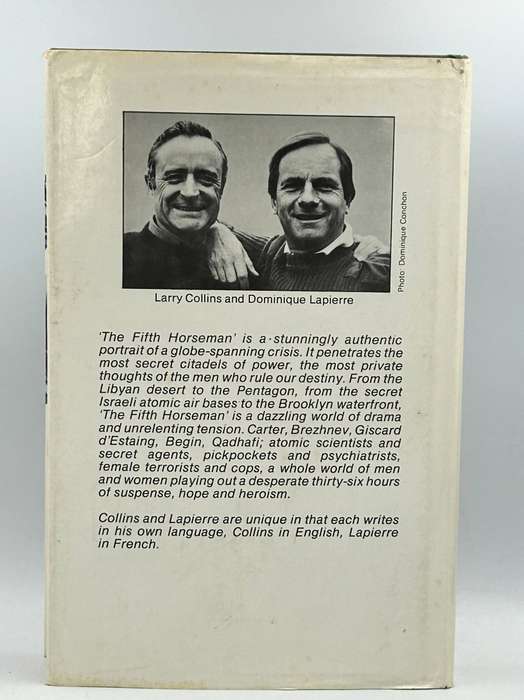 Photo: Dominique Conchon
Larry Collins and Dominique Lapierre
'The Fifth Horseman' is a stunningly authentic
portrait of a globe-spanning crisis. It penetrates the
most secret citadels of power, the most private
thoughts of the men who rule our destiny. From the
Libyan desert to the Pentagon, from the secret
Israeli atomic air bases to the Brooklyn waterfront,
'The Fifth Horseman' is a dazzling world of drama
and unrelenting tension. Carter, Brezhnev, Giscard
d'Estaing, Begin, Qadhafi; atomic scientists and
secret agents, pickpockets and psychiatrists,
female terrorists and cops, a whole world of men
and women playing out a desperate thirty-six hours
of suspense, hope and heroism.
Collins and Lapierre are unique in that each writes
in his own language, Collins in English, Lapierre
in French.